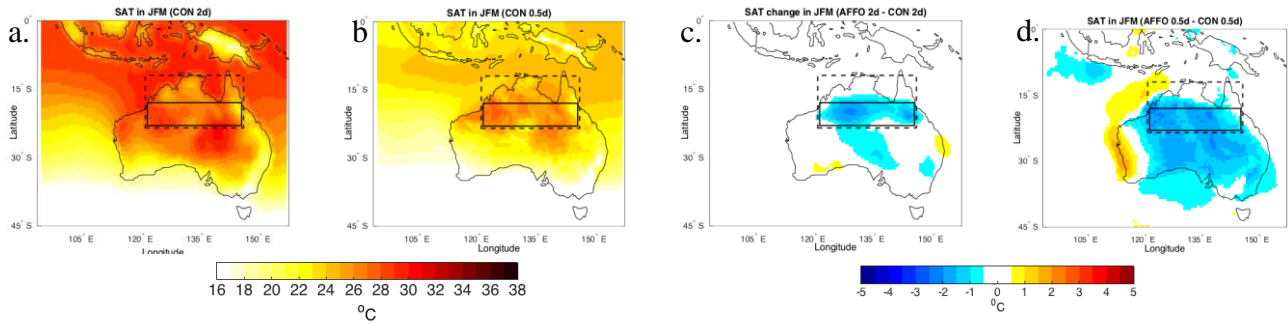 a.
SAT in JFM (CON 2d)
0°
15° S
30° S
45° S
Latitude
105° E 120° E 135° E 150° E
Longitude
b
SAT in JFM (CON 0.5d)
0°
15° S
30° S
45° S
Latitude
105° E 120° E 135° E 150° E
Longitude
16 18 20 22 24 26 28 30 32 34 36 38
°C
c.
SAT change in JFM (AFFO 2d - CON 2d)
0°
15° S
30° S
45° S
Latitude
105° E 120° E 135° E 150° E
Longitude
d.
SAT in JFM (AFFO 0.5d - CON 0.5d)
0°
15° S
30° S
45° S
Latitude
105° E 120° E 135° E 150° E
Longitude
-5 -4 -3 -2 -1 0 1 2 3 4 5
°C